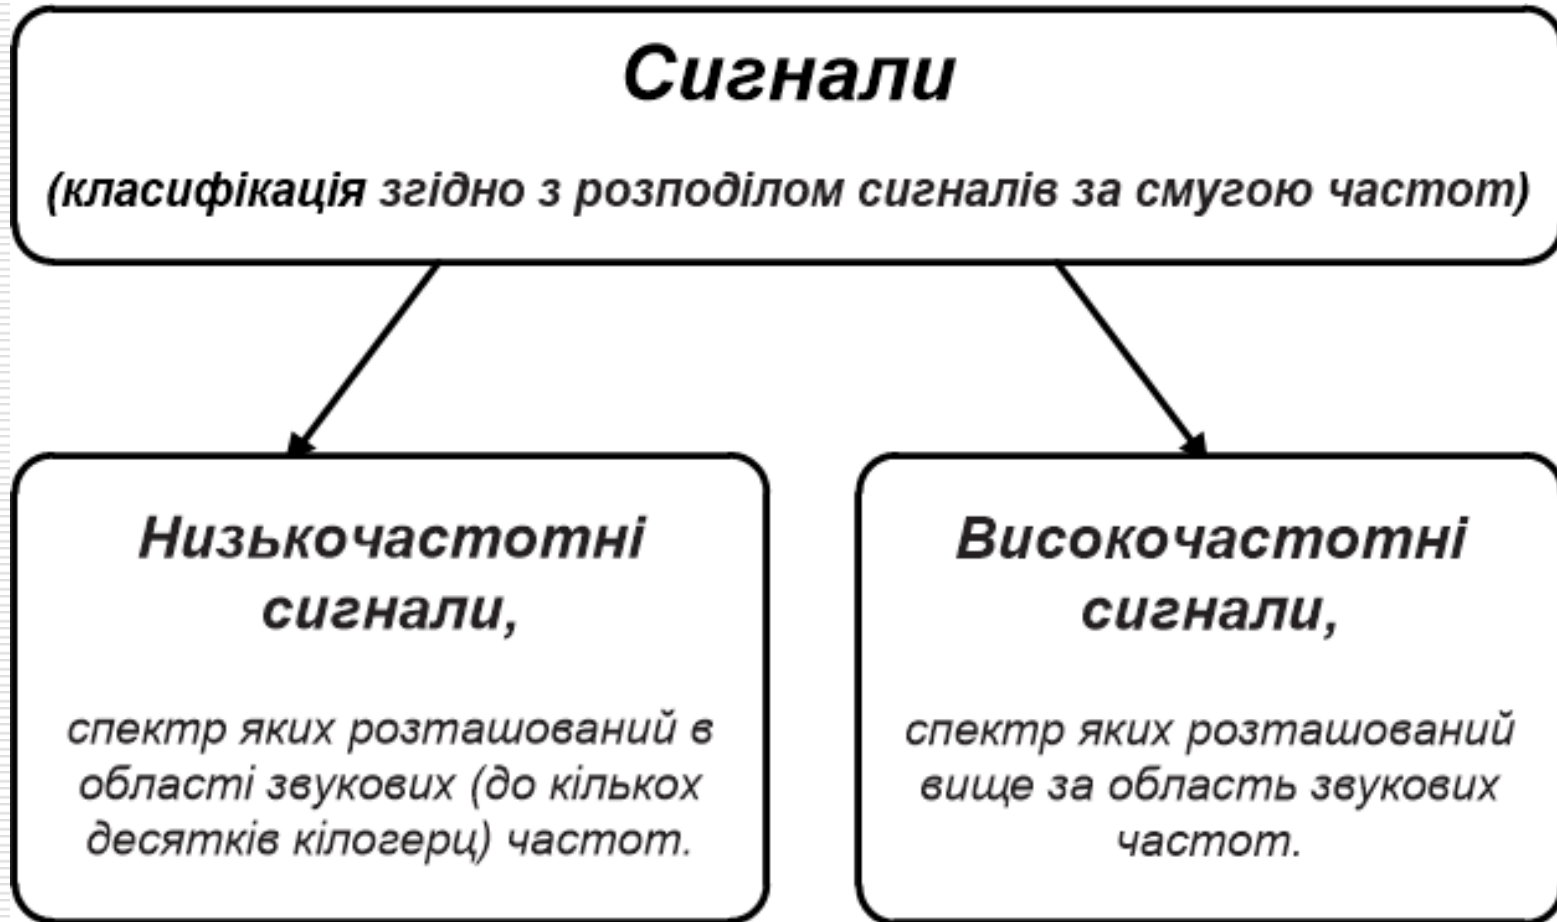 Сигнали
(класифікація згідно з розподілом сигналів за смугою частот)
Низькочастотні
сигнали,
спектр яких розташований в
області звукових (до кількох
десятків кілогерц) частот.
Високочастотні
сигнали,
спектр яких розташований
вище за область звукових
частот.